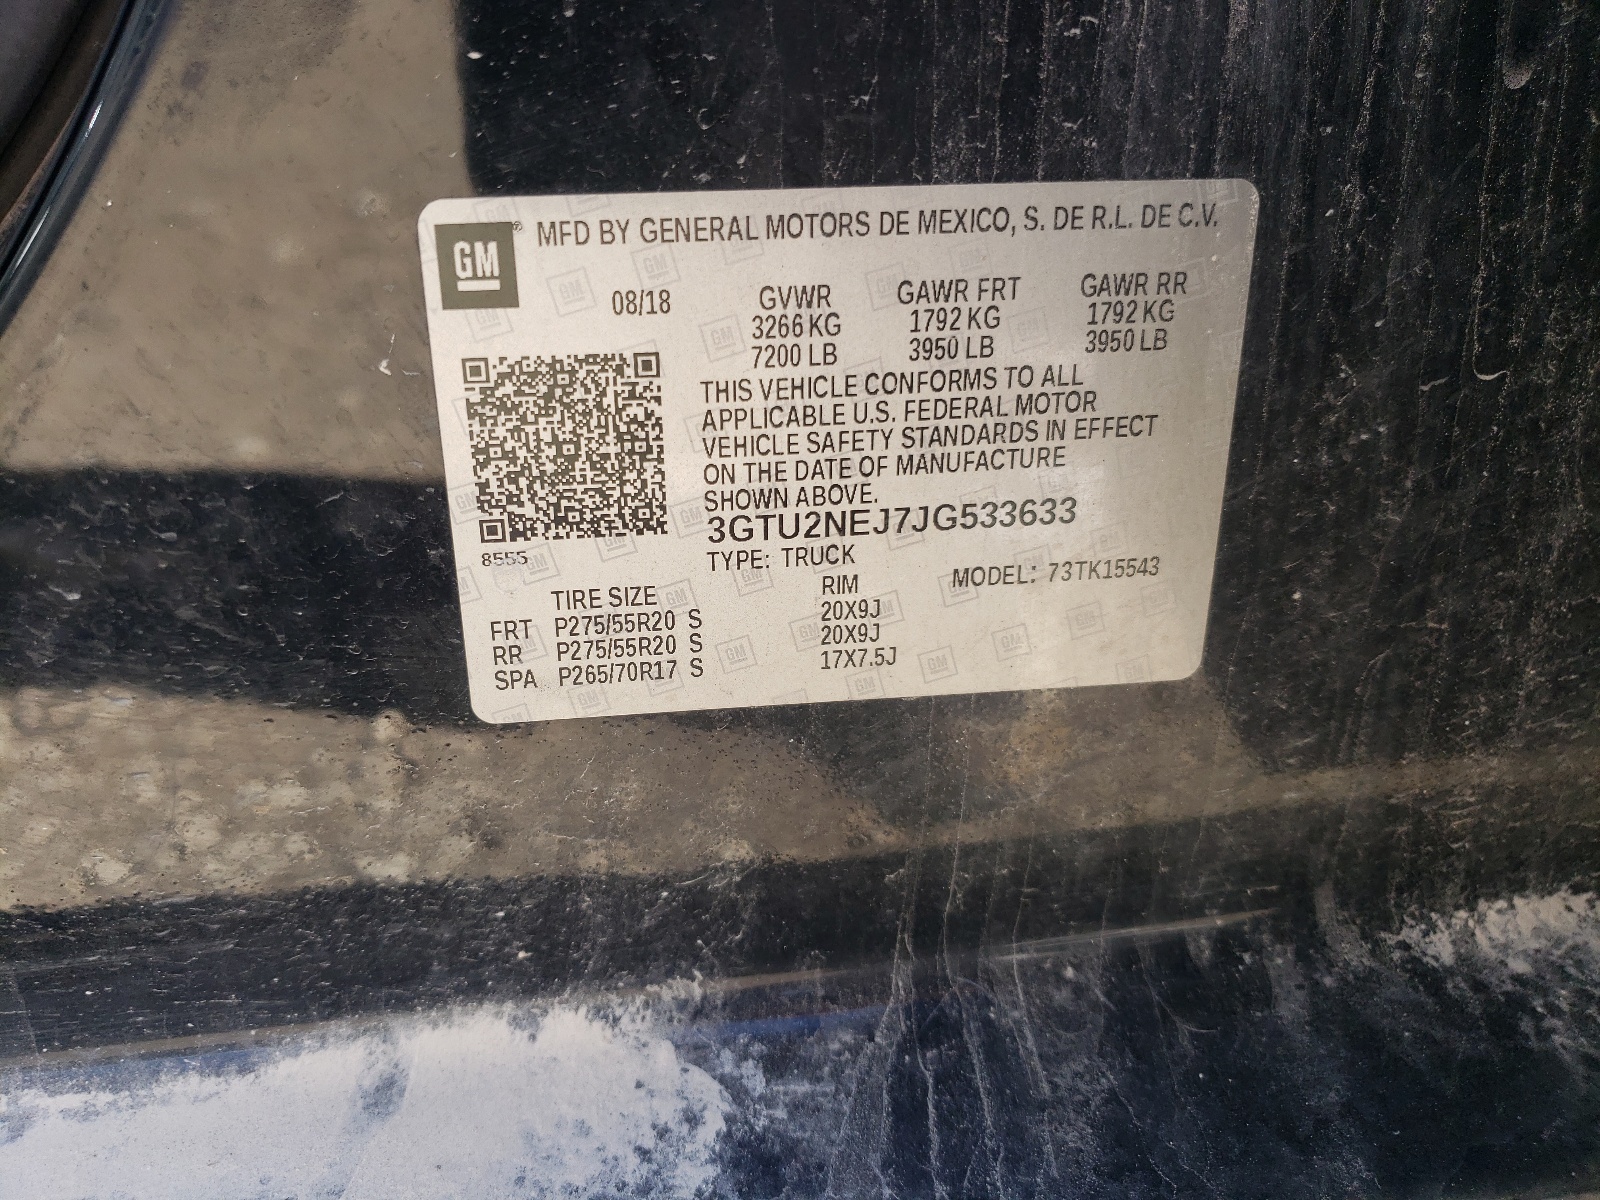 GM® MFD BY GENERAL MOTORS DE MEXICO, S. DE R.L. DE C.V.
08/18 GVWR GAWR FRT GAWR RR
3266 KG 1792 KG 1792 KG
7200 LB 3950 LB 3950 LB
THIS VEHICLE CONFORMS TO ALL
APPLICABLE U.S. FEDERAL MOTOR
VEHICLE SAFETY STANDARDS IN EFFECT
ON THE DATE OF MANUFACTURE
SHOWN ABOVE.
3GTU2NEJ7JG533633
8555 TYPE: TRUCK
MODEL: 73TK15543
TIRE SIZE RIM
FRT P275/55R20 S 20X9J
RR P275/55R20 S 20X9J
SPA P265/70R17 S 17X7.5J